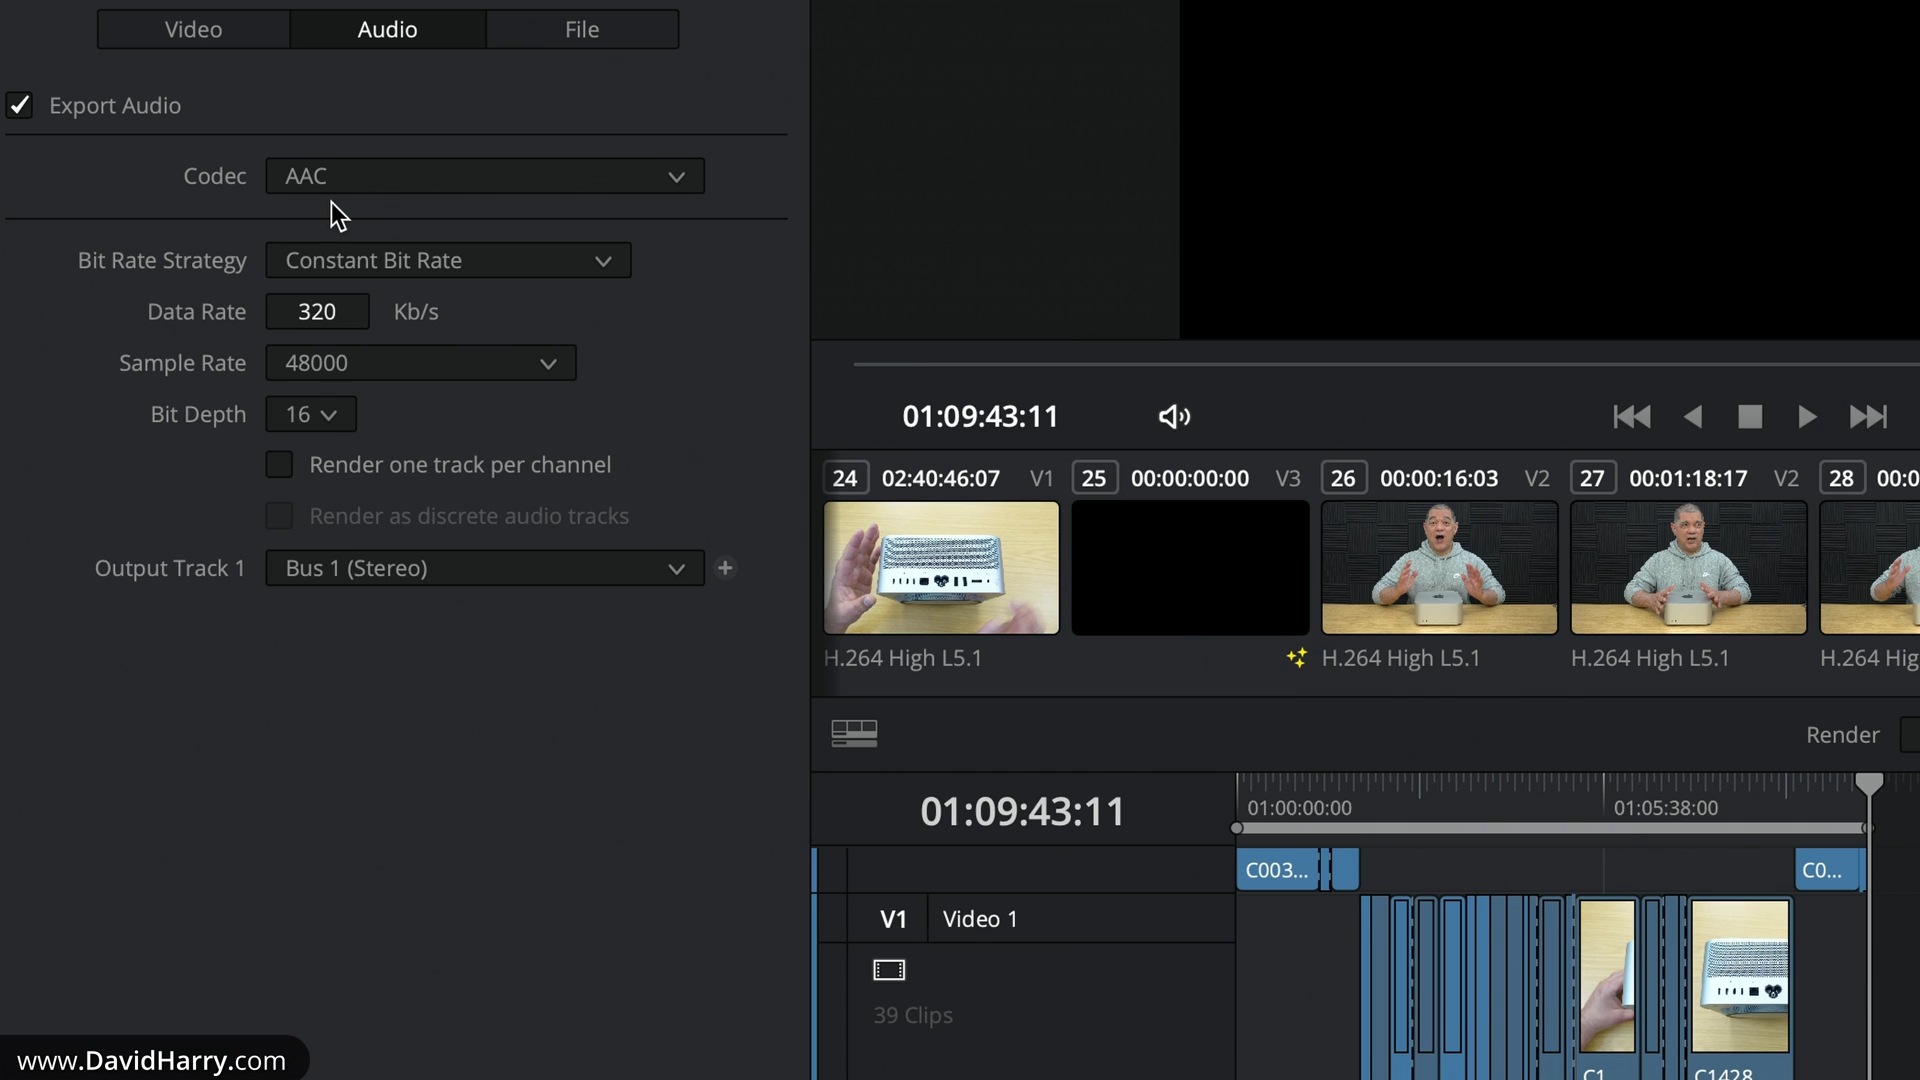 Video Audio File
Export Audio
Codec AAC
Bit Rate Strategy Constant Bit Rate
Data Rate 320 Kb/s
Sample Rate 48000
Bit Depth 16
Render one track per channel
Render as discrete audio tracks
Output Track 1 Bus 1 (Stereo)
01:09:43:11
24 02:40:46:07 V1 25 00:00:00:00 V3 26 00:00:16:03 V2 27 00:01:18:17 V2 28 00:0
H.264 High L5.1 H.264 High L5.1 H.264 High L5.1 H.264 Hig
Render
01:09:43:11 01:00:00:00 01:05:38:00
C003... C0...
V1 Video 1
39 Clips
C1 C1428
www.DavidHarry.com